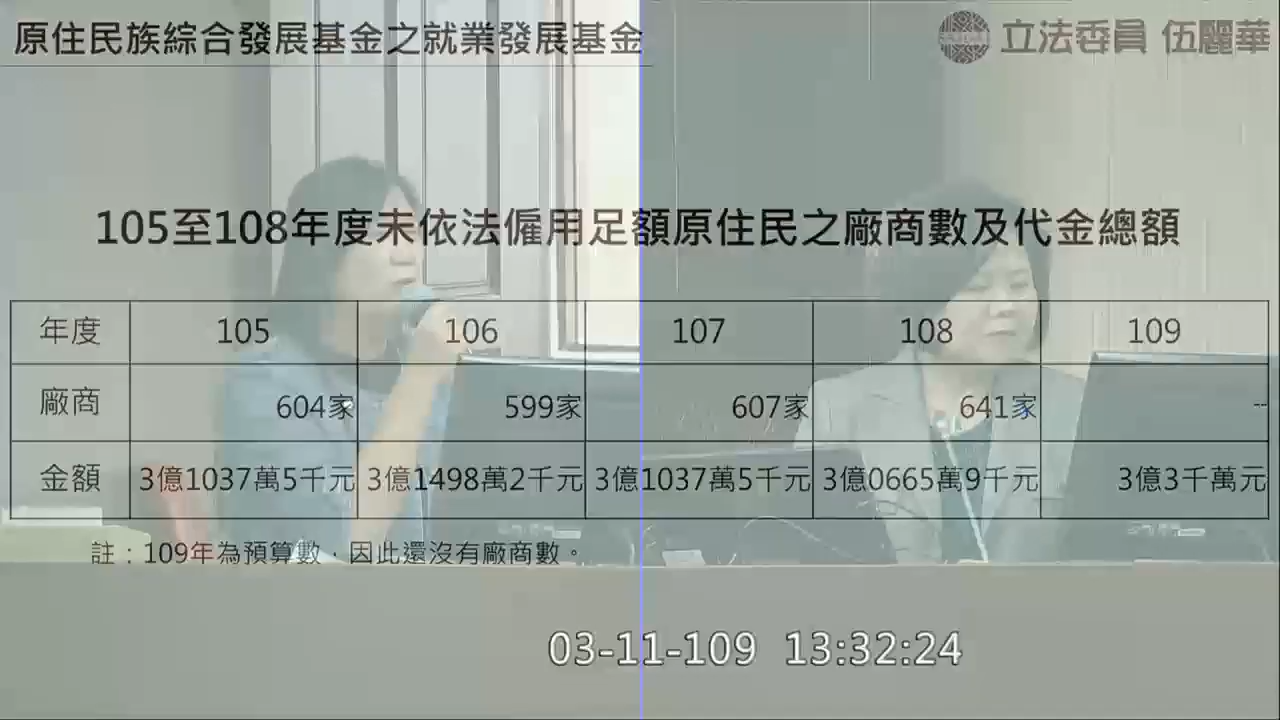 原住民族綜合發展基金之就業發展基金
立法委員 伍麗華
105至108年度未依法僱用足額原住民之廠商數及代金總額
年度 105 106 107 108 109
廠商 604家 599家 607家 641家 --
金額 3億1037萬5千元 3億1498萬2千元 3億1037萬5千元 3億0665萬9千元 3億3千萬元
註：109年為預算數，因此還沒有廠商數。
03-11-109 13:32:24